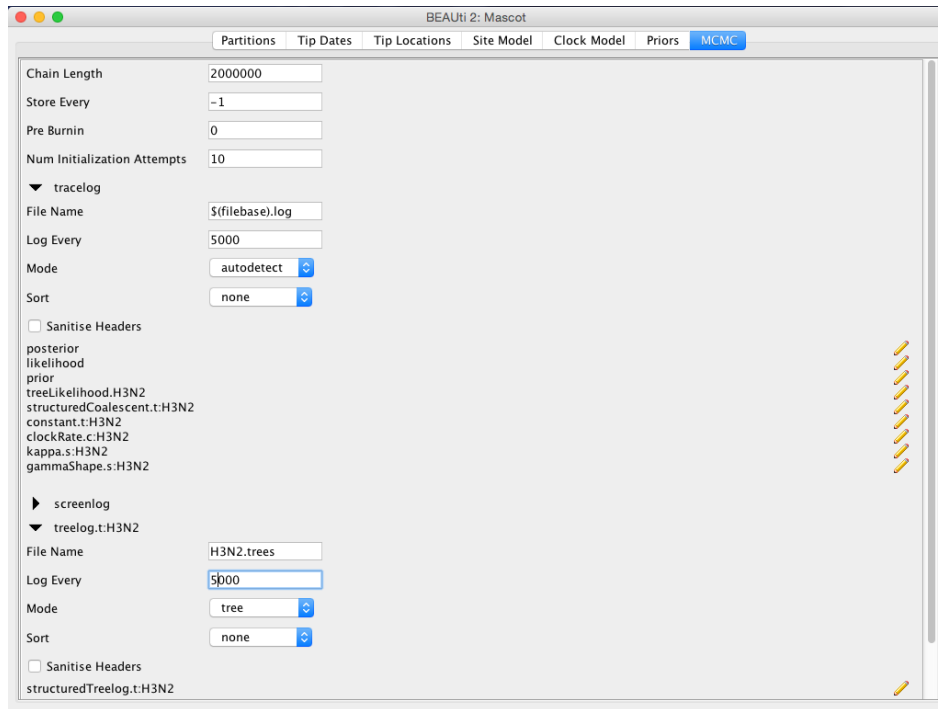 BEAUti 2: Mascot
Partitions Tip Dates Tip Locations Site Model Clock Model Priors MCMC
Chain Length 2000000
Store Every -1
Pre Burnin 0
Num Initialization Attempts 10
tracelog
File Name $(filebase).log
Log Every 5000
Mode autodetect
Sort none
Sanitise Headers
posterior
likelihood
prior
treeLikelihood.H3N2
structuredCoalescent.t:H3N2
constant.t:H3N2
clockRate.c:H3N2
kappa.s:H3N2
gammaShape.s:H3N2
screenlog
treelog.t:H3N2
File Name H3N2.trees
Log Every 5000
Mode tree
Sort none
Sanitise Headers
structuredTreelog.t:H3N2